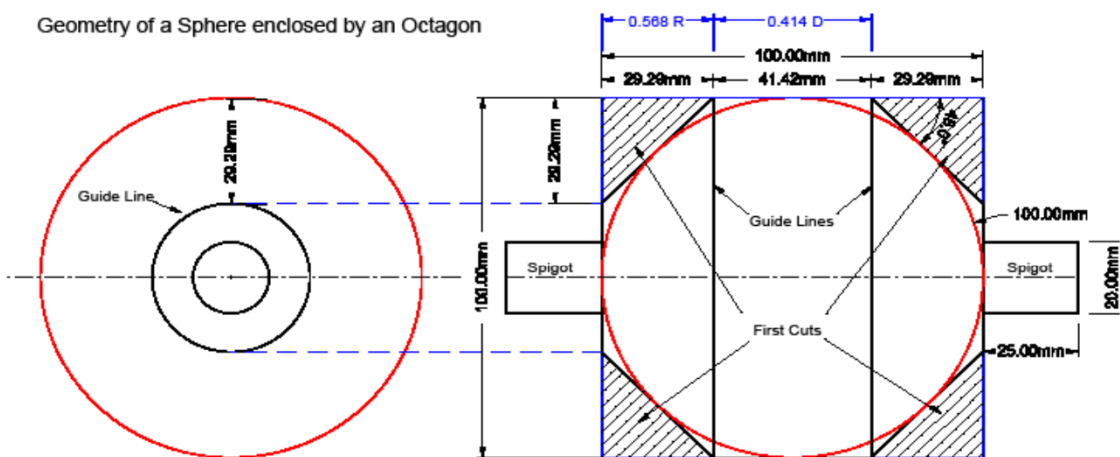 Geometry of a Sphere enclosed by an Octagon
0.568 R
0.414 D
100.00mm
29.29mm
41.42mm
29.29mm
29.29mm
29.29mm
Guide Line
100.00mm
Guide Lines
100.00mm
Spigot
Spigot
20.00mm
First Cuts
25.00mm